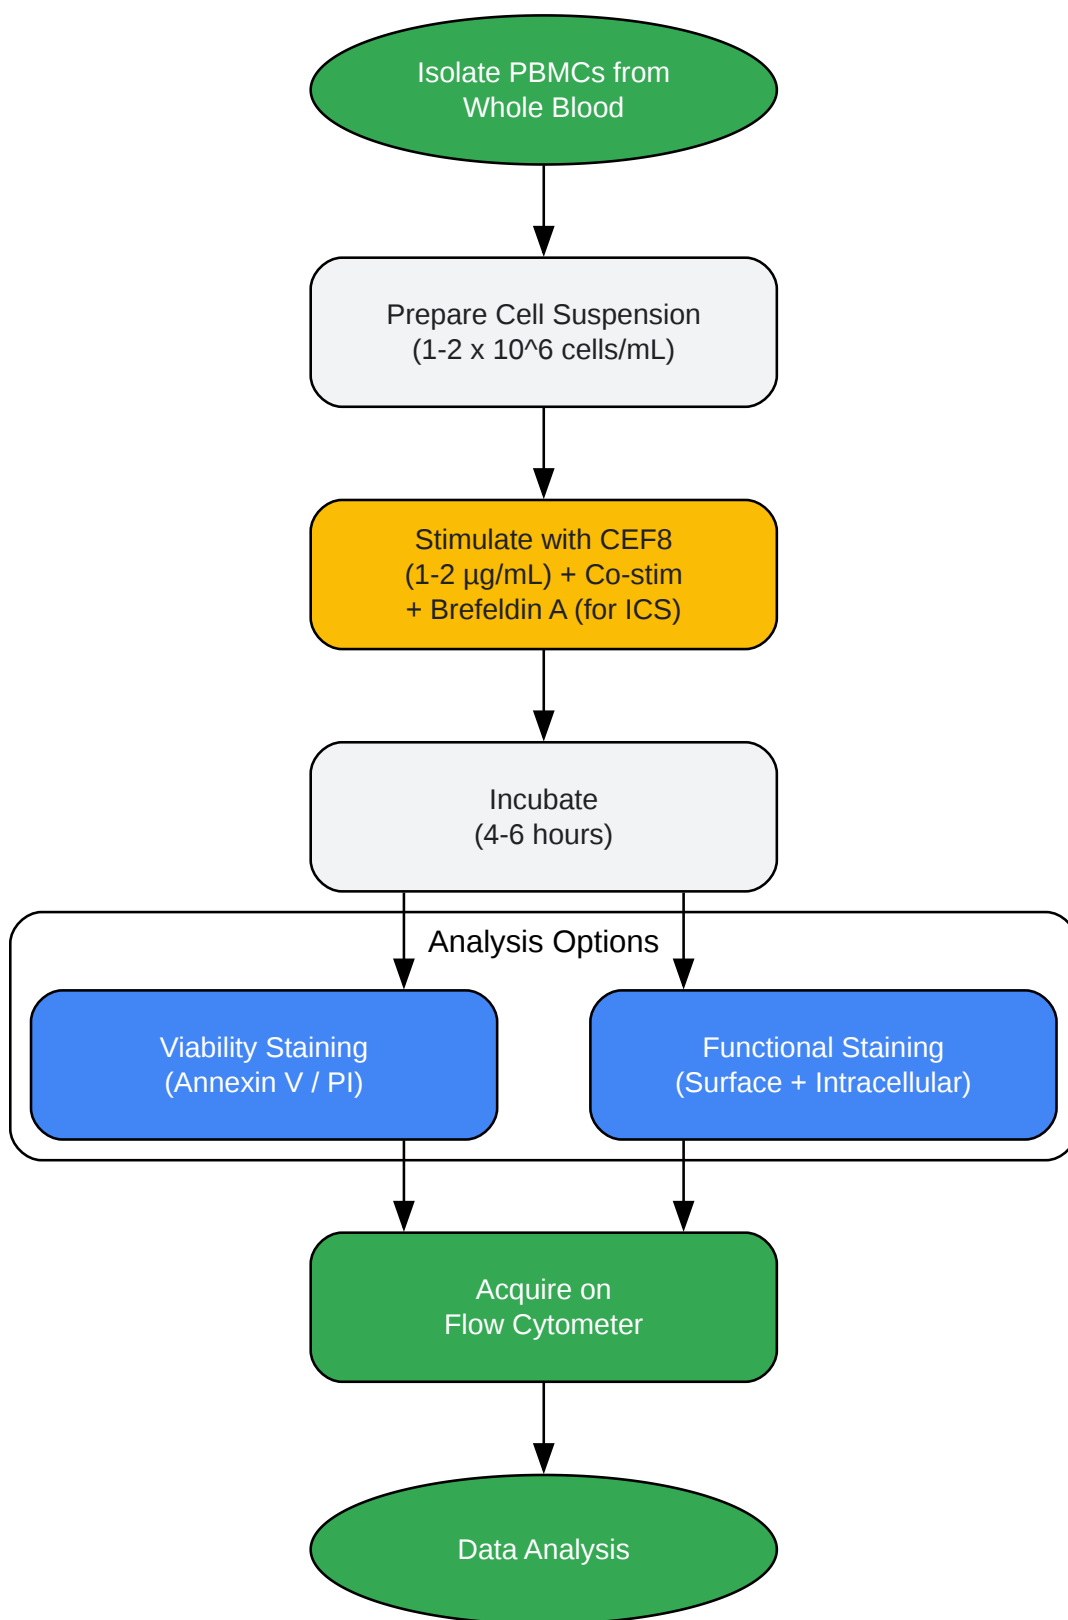 Isolate PBMCs from
Whole Blood
Prepare Cell Suspension
(1-2 x 10^6 cells/mL)
Stimulate with CEF8
(1-2 µg/mL) + Co-stim
+ Brefeldin A (for ICS)
Incubate
(4-6 hours)
Analysis Options
Viability Staining
(Annexin V / PI)
Functional Staining
(Surface + Intracellular)
Acquire on
Flow Cytometer
Data Analysis